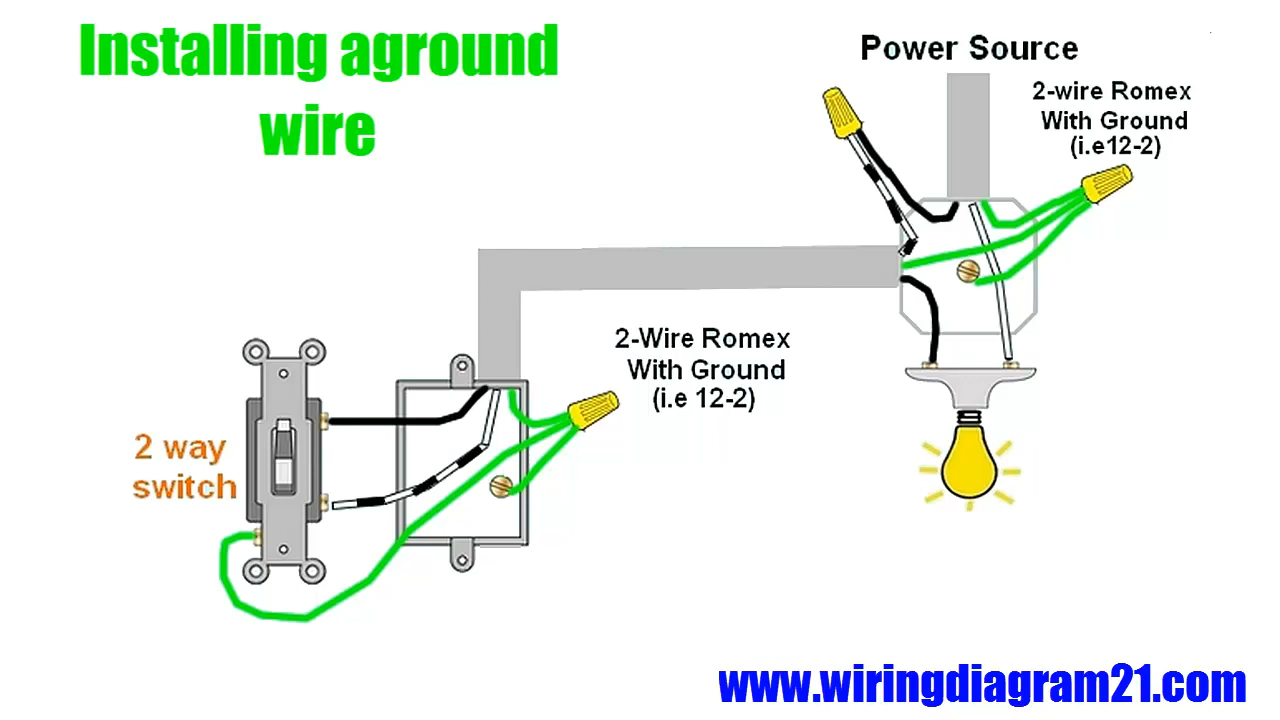 Installing aground
wire
Power Source
2-wire Romex
With Ground
(i.e12-2)
2-Wire Romex
With Ground
(i.e 12-2)
2 way
switch
www.wiringdiagram21.com